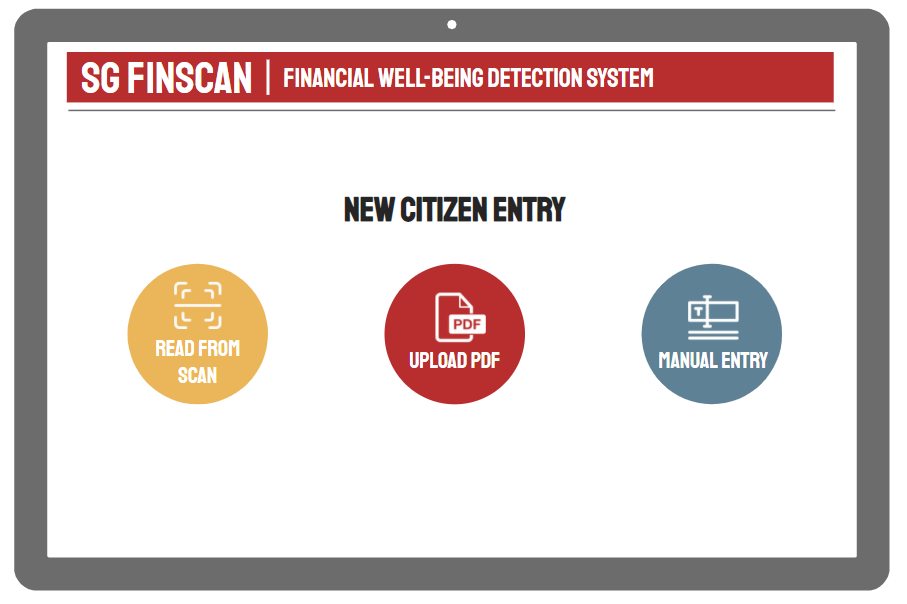 SG FINSCAN | FINANCIAL WELL-BEING DETECTION SYSTEM
NEW CITIZEN ENTRY
READ FROM
SCAN
PDF
UPLOAD PDF
T
MANUAL ENTRY